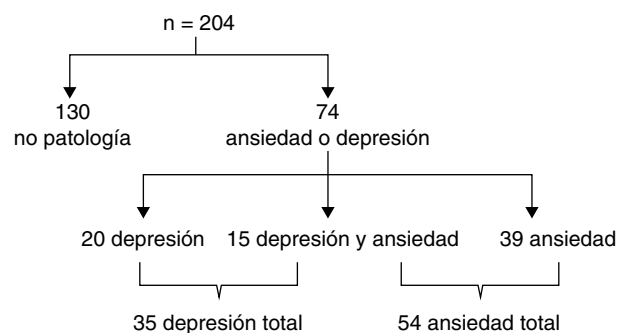 n = 204
130
no patología
74
ansiedad o depresión
20 depresión
15 depresión y ansiedad
39 ansiedad
35 depresión total
54 ansiedad total